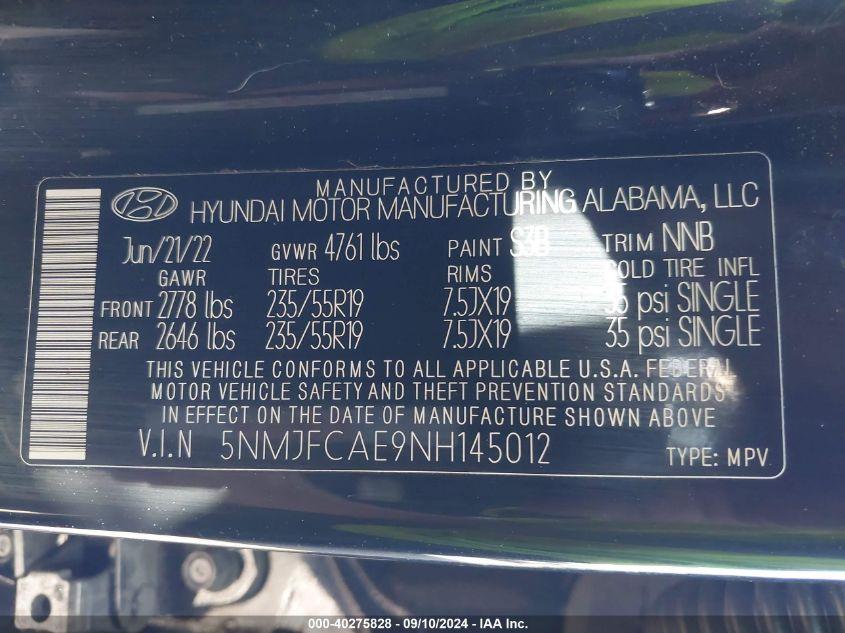 MANUFACTURED BY
HYUNDAI MOTOR MANUFACTURING ALABAMA, LLC
Jun/21/22 GVWR 4761 lbs PAINT S3B TRIM NNB
GAWR TIRES RIMS COLD TIRE INFL
FRONT 2778 lbs 235/55R19 7.5JX19 35 psi SINGLE
REAR 2646 lbs 235/55R19 7.5JX19 35 psi SINGLE
THIS VEHICLE CONFORMS TO ALL APPLICABLE U.S.A. FEDERAL
MOTOR VEHICLE SAFETY AND THEFT PREVENTION STANDARDS
IN EFFECT ON THE DATE OF MANUFACTURE SHOWN ABOVE.
V.I.N 5NMJFCAE9NH145012 TYPE: MPV
000-40275828 - 09/10/2024 - IAA Inc.